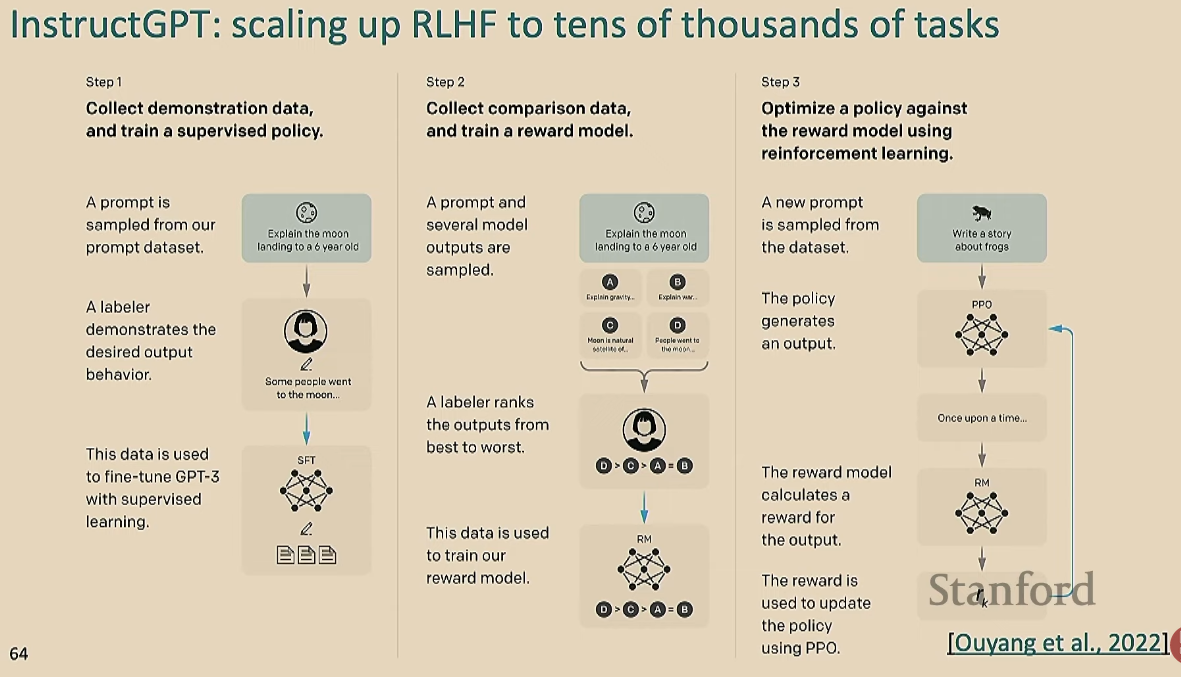 InstructGPT: scaling up RLHF to tens of thousands of tasks
Step 1
Collect demonstration data,
and train a supervised policy.
A prompt is
sampled from our
prompt dataset.
Explain the moon
landing to a 6 year old
A labeler
demonstrates the
desired output
behavior.
Some people went
to the moon...
This data is used
to fine-tune GPT-3
with supervised
learning.
SFT
Step 2
Collect comparison data,
and train a reward model.
A prompt and
several model
outputs are
sampled.
Explain the moon
landing to a 6 year old
A
Explain gravity...
B
Explain war...
C
Moon is natural
satellite of...
D
People went to
the moon...
A labeler ranks
the outputs from
best to worst.
D > C > A = B
This data is used
to train our
reward model.
RM
D > C > A = B
Step 3
Optimize a policy against
the reward model using
reinforcement learning.
A new prompt
is sampled from
the dataset.
Write a story
about frogs
The policy
generates
an output.
PPO
Once upon a time...
The reward model
calculates a
reward for
the output.
RM
The reward is
used to update
the policy
using PPO.
rk
Stanford
[Ouyang et al., 2022]
64